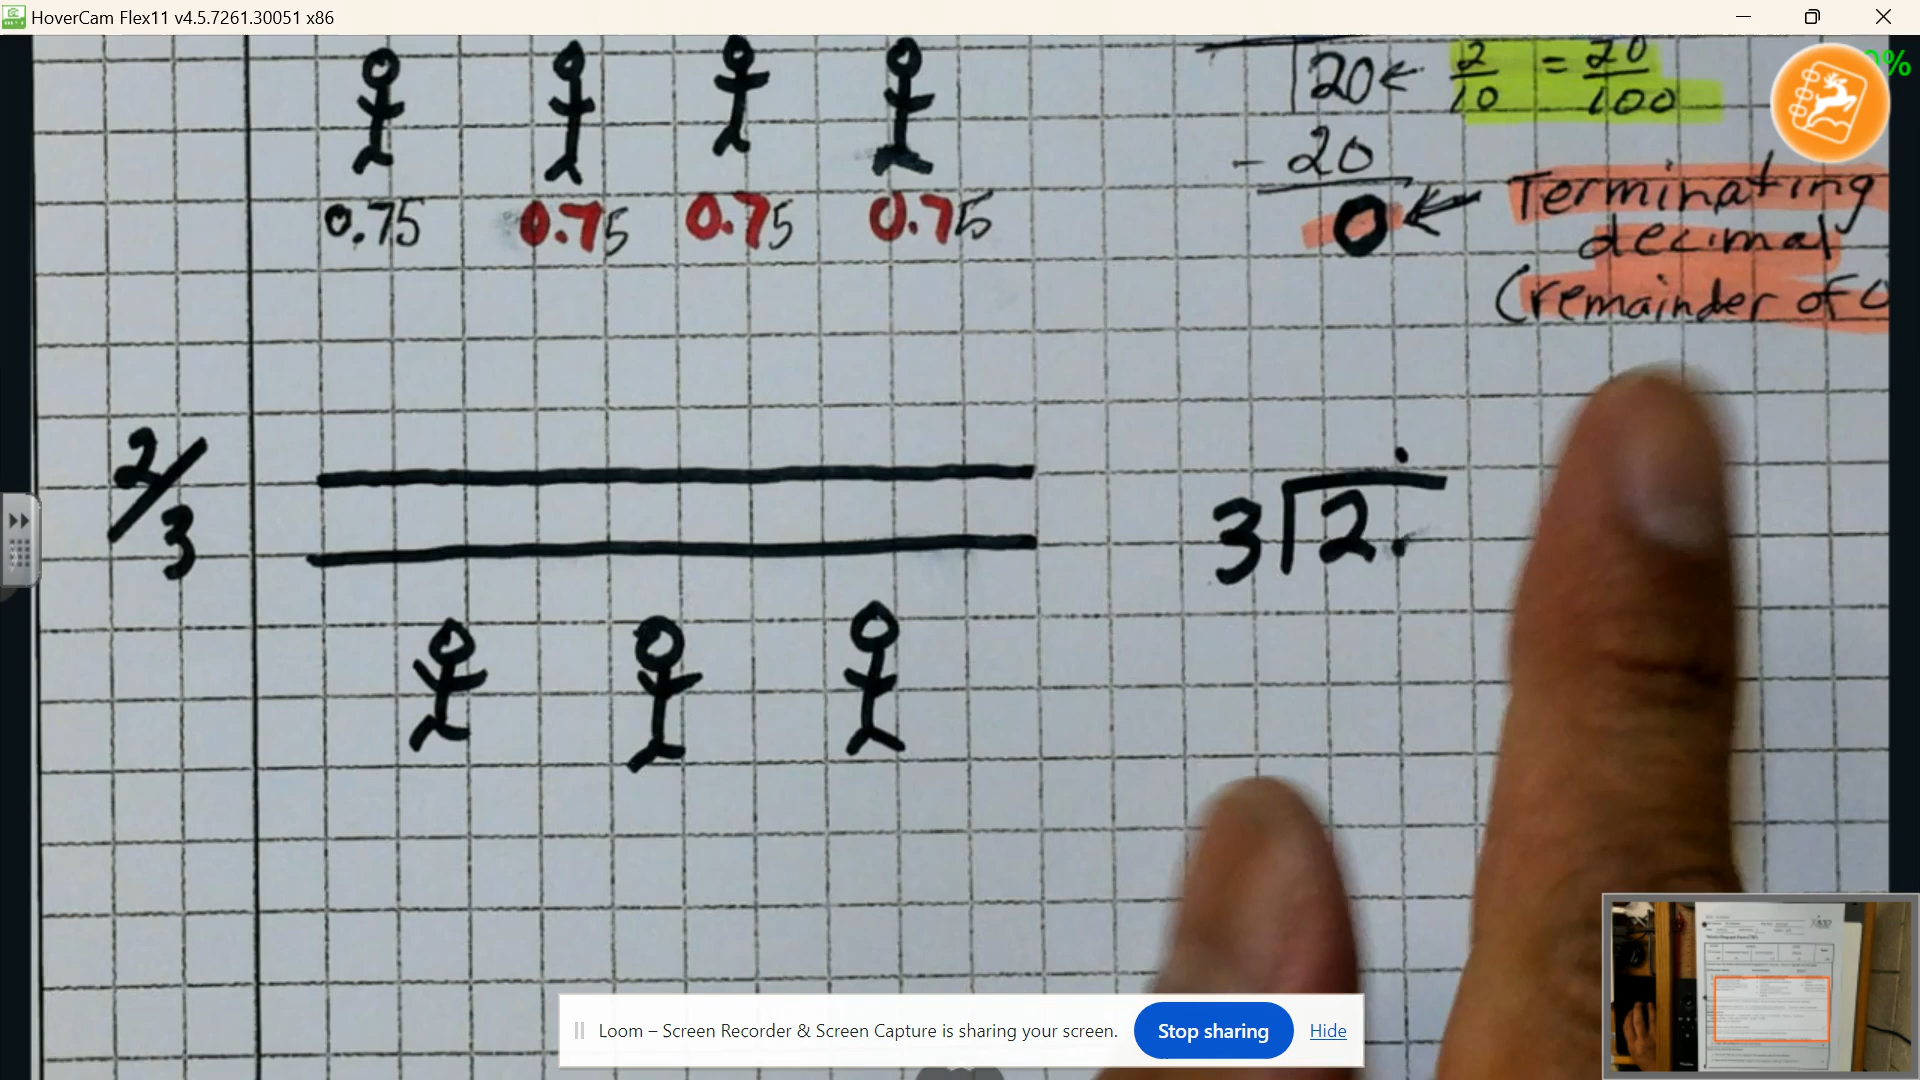 HoverCam Flex11 v4.5.7261.30051 x86
20 ← 2/10 = 20/100
%
- 20
0 ← Terminating
decimal
(remainder of 0
0.75 0.75 0.75 0.75
2/3
3 2.
Loom – Screen Recorder & Screen Capture is sharing your screen. Stop sharing Hide